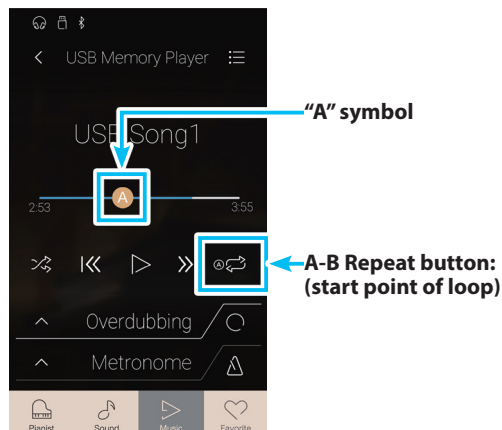 USB Memory Player
"A" symbol
USB Song1
A
2:53
3:55
A
A-B Repeat button:
(start point of loop)
Overdubbing
Metronome
Pianist Sound Music Favorite